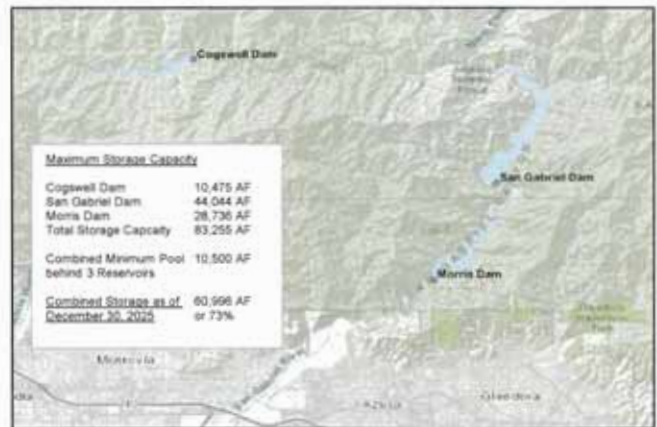 Cogswell Dam
San Gabriel Dam
Morris Dam
Maximum Storage Capacity
Cogswell Dam 10,475 AF
San Gabriel Dam 44,044 AF
Morris Dam 28,736 AF
Total Storage Capcaity 83,255 AF
Combined Minimum Pool 10,500 AF
behind 3 Reservoirs
Combined Storage as of 60,996 AF
December 30, 2025 or 73%
Monrovia
Azusa
Glendora